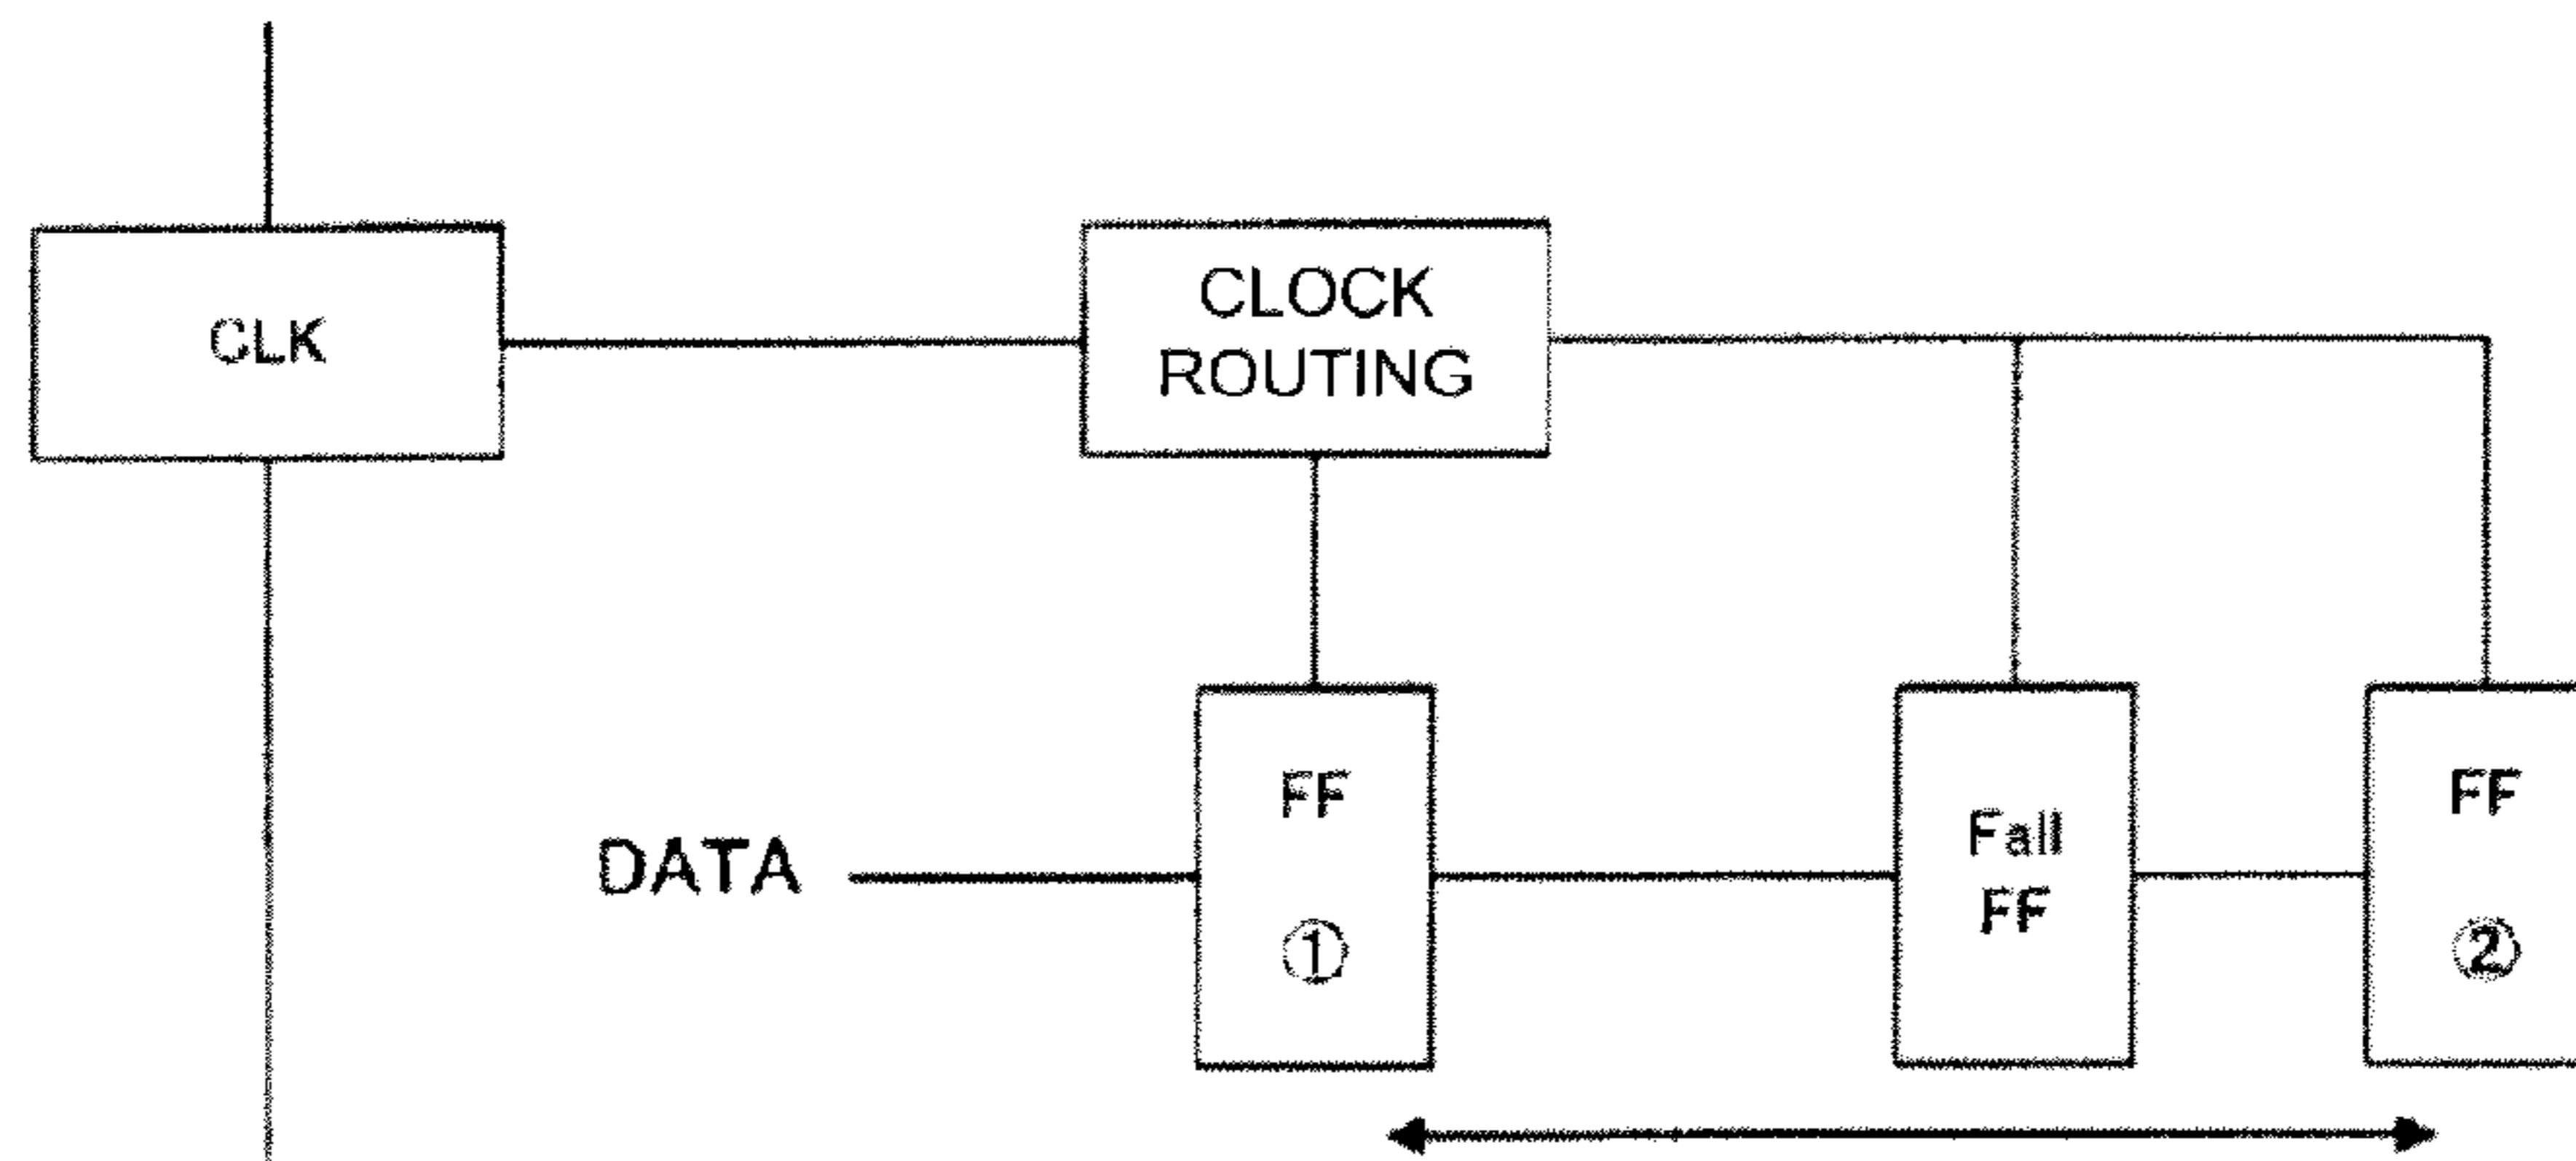 CLK
CLOCK
ROUTING
DATA
FF
①
Fall
FF
FF
②